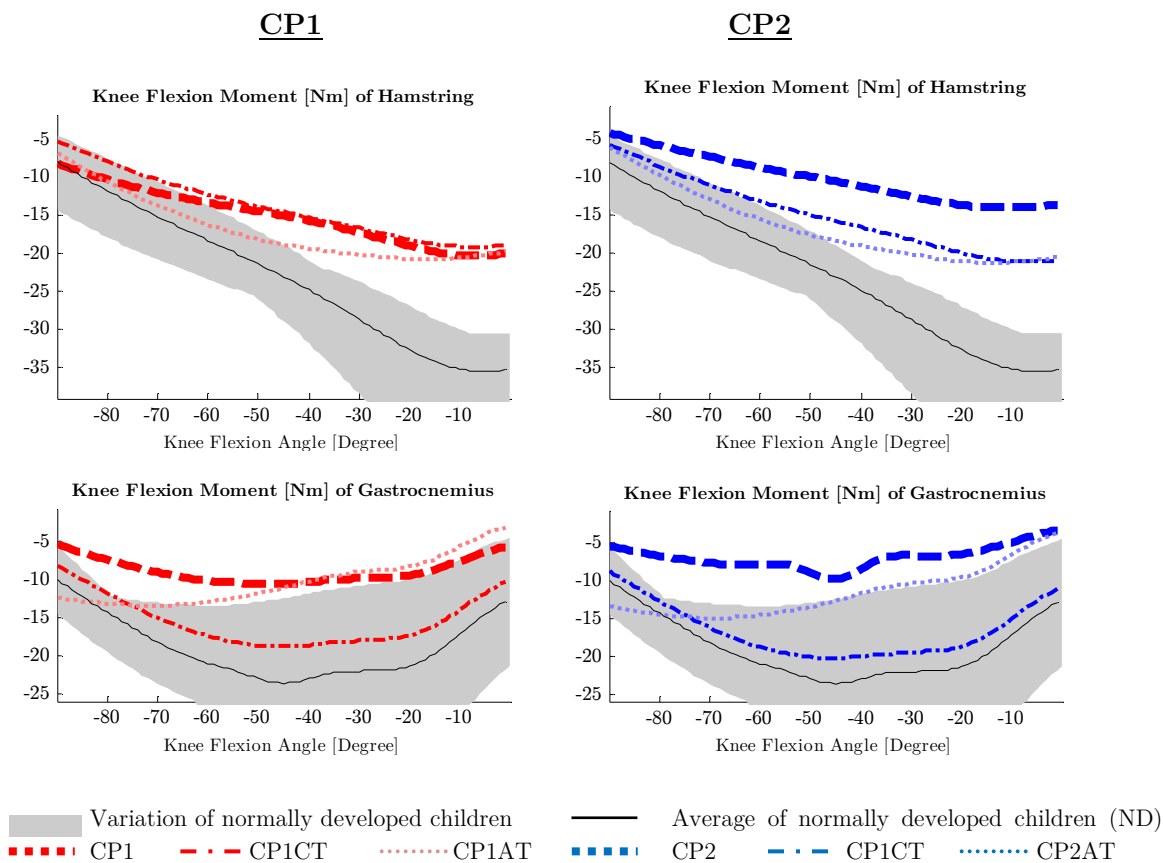 CP1 CP2
Knee Flexion Moment [Nm] of Hamstring
-5
-10
-15
-20
-25
-30
-35
-80 -70 -60 -50 -40 -30 -20 -10
Knee Flexion Angle [Degree]
Knee Flexion Moment [Nm] of Hamstring
-5
-10
-15
-20
-25
-30
-35
-80 -70 -60 -50 -40 -30 -20 -10
Knee Flexion Angle [Degree]
Knee Flexion Moment [Nm] of Gastrocnemius
-5
-10
-15
-20
-25
-80 -70 -60 -50 -40 -30 -20 -10
Knee Flexion Angle [Degree]
Knee Flexion Moment [Nm] of Gastrocnemius
-5
-10
-15
-20
-25
-80 -70 -60 -50 -40 -30 -20 -10
Knee Flexion Angle [Degree]
Variation of normally developed children Average of normally developed children (ND)
CP1 CP1CT CP1AT CP2 CP1CT CP2AT